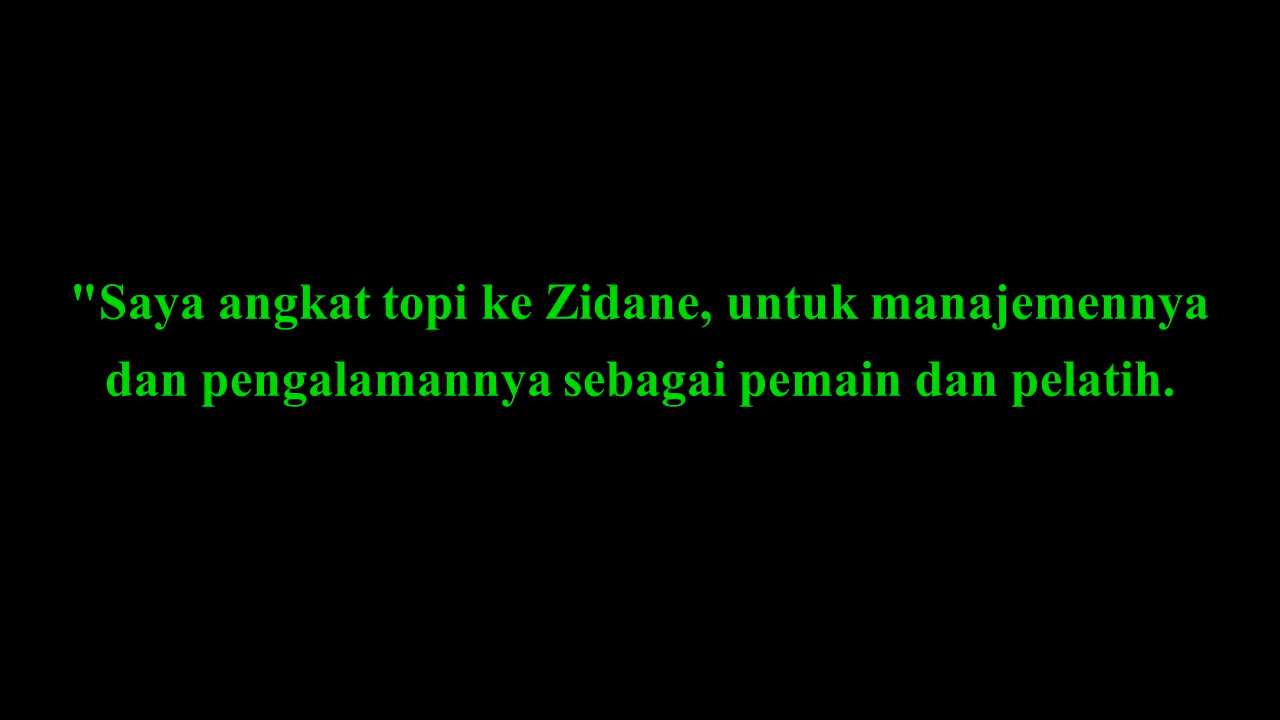 "Saya angkat topi ke Zidane, untuk manajemennya
dan pengalamannya sebagai pemain dan pelatih.